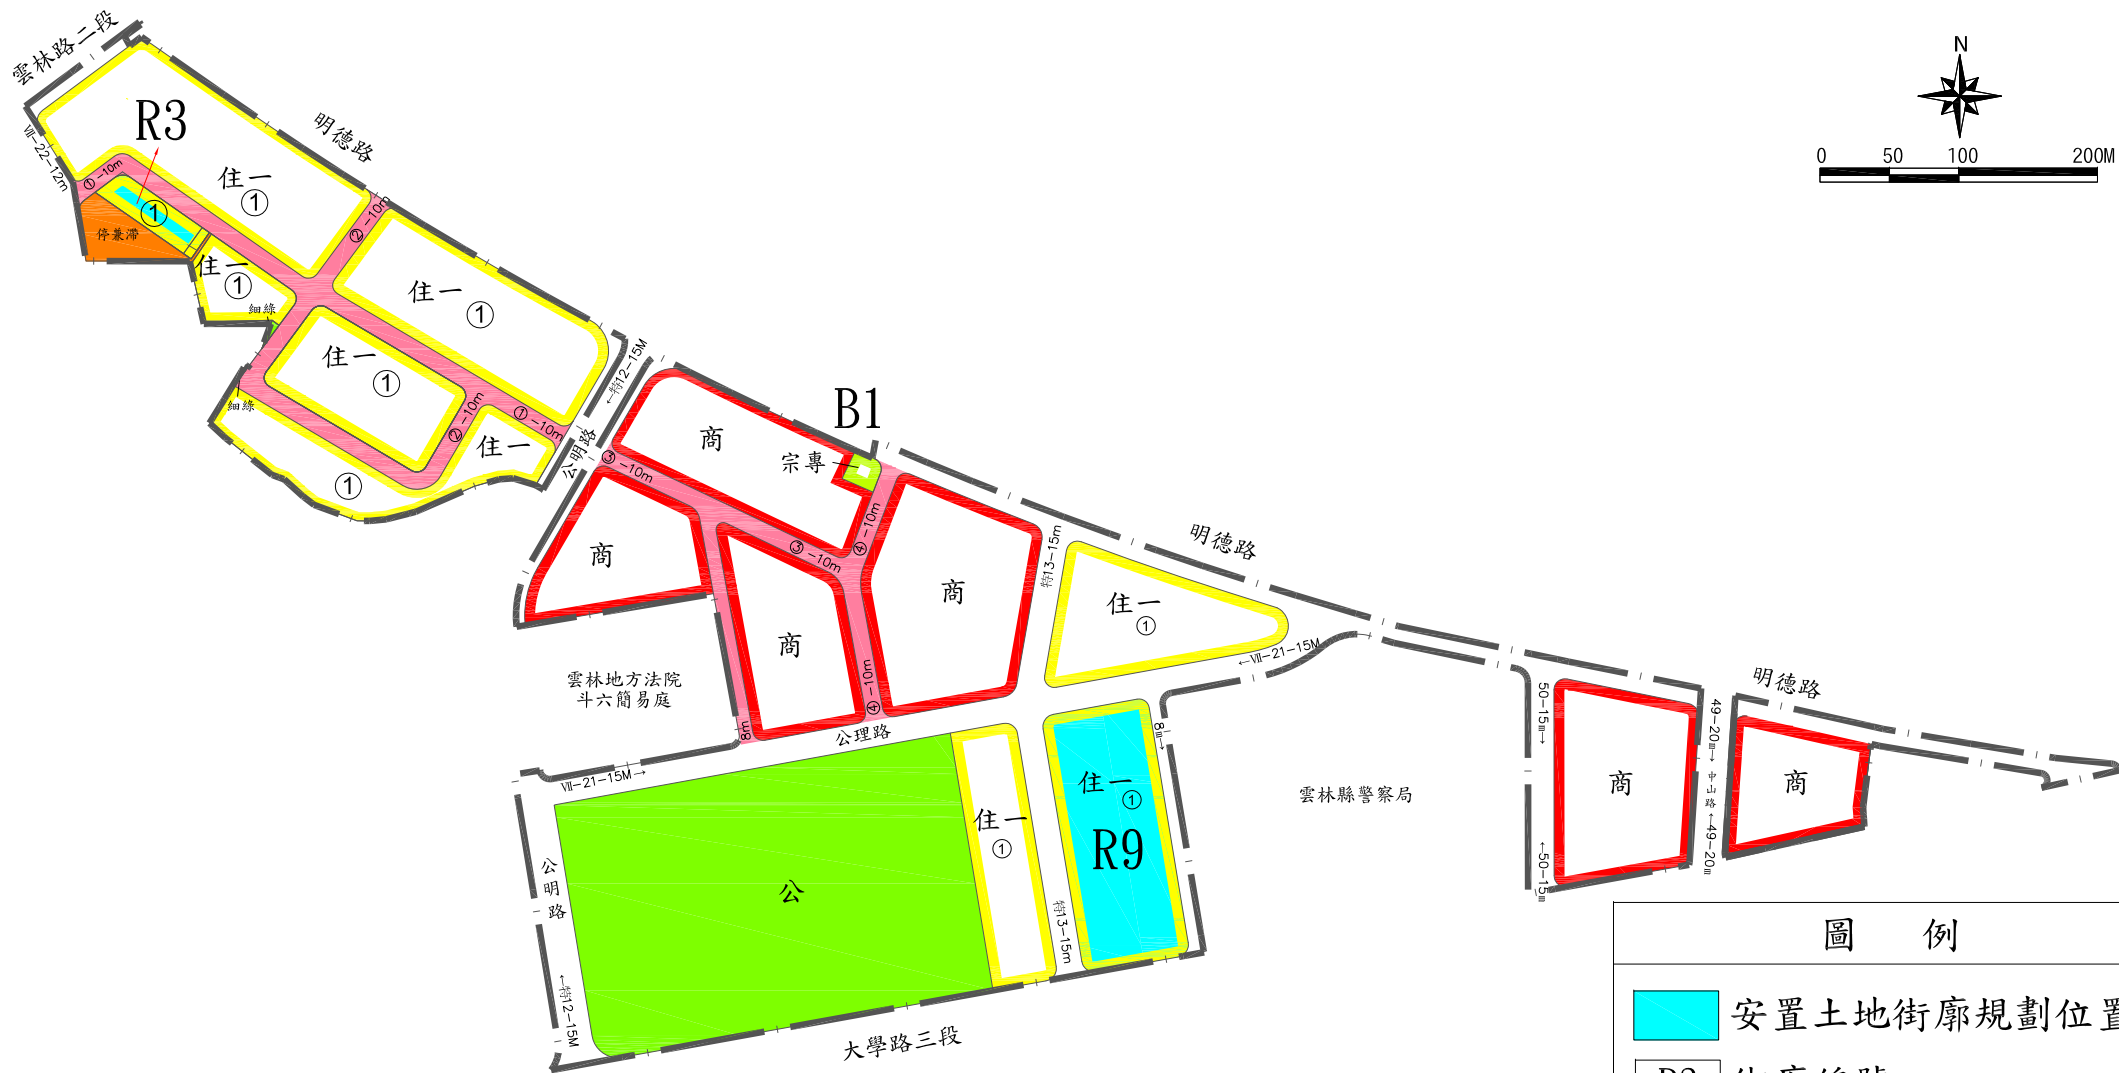 雲林路二段
N
0 50 100 200M
R3
明德路
VII-22-12m
①-10m
住一
①
②-10m
①
停兼滯
住一
①
住一
①
細綠
住一
①
細綠
②-10m
①-10m
住一
①
←特12-15M
公明路
B1
商
宗專
③-10m
④-10m
商
③-10m
商
商
④-10m
8m
特13-15m
明德路
住一
①
←VII-21-15M
雲林地方法院
斗六簡易庭
公理路
VII-21-15M→
明德路
50-15m→
49-20m→
中山路
←49-20m
←50-15m
商
商
8m→
住一
①
R9
住一
①
雲林縣警察局
公明路
公
特13-15m
←特12-15M
大學路三段
圖 例
安置土地街廓規劃位置